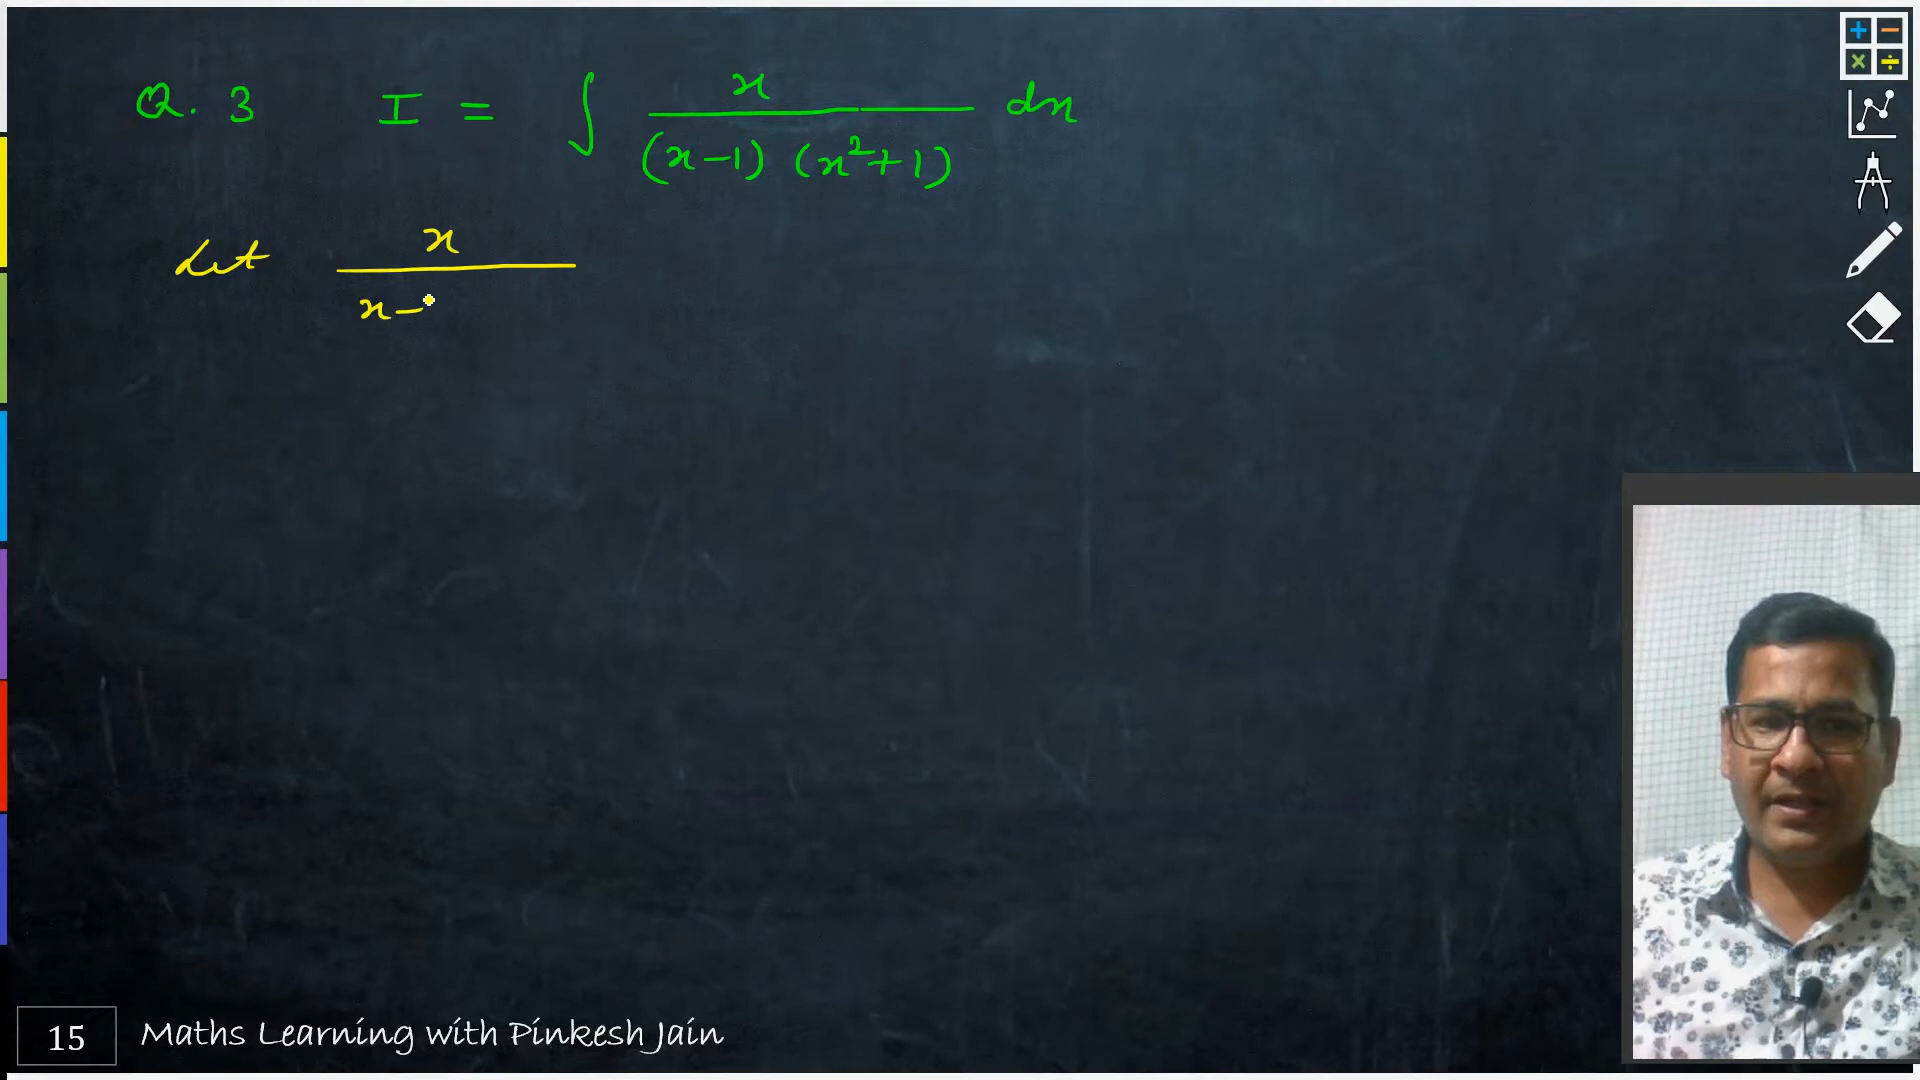 Q. 3 I = ∫ x / (x-1) (x²+1) dx
Let x / x-
15 Maths Learning with Pinkesh Jain